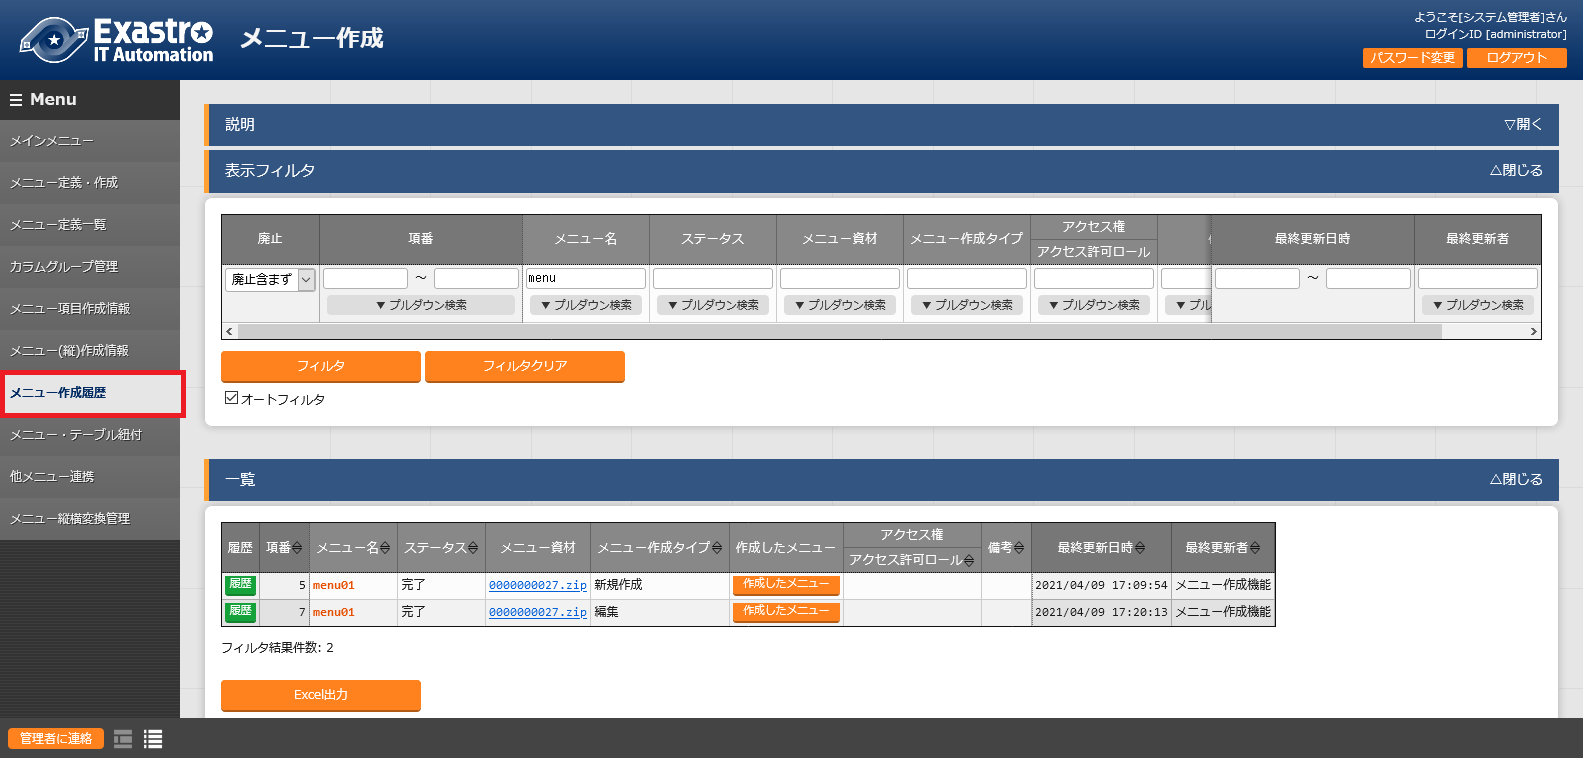 Exastro
IT Automation
メニュー作成
ようこそ[システム管理者]さん
ログインID [administrator]
パスワード変更
ログアウト
Menu
メインメニュー
メニュー定義・作成
メニュー定義一覧
カラムグループ管理
メニュー項目作成情報
メニュー(縦)作成情報
メニュー作成履歴
メニュー・テーブル紐付
他メニュー連携
メニュー縦横変換管理
説明
▽開く
表示フィルタ
△閉じる
廃止 項番 メニュー名 ステータス メニュー資材 メニュー作成タイプ アクセス権 最終更新日時 最終更新者
アクセス許可ロール
廃止含まず ～ menu ～
▼プルダウン検索 ▼プルダウン検索 ▼プルダウン検索 ▼プルダウン検索 ▼プルダウン検索 ▼プルダウン検索 ▼プル ▼プルダウン検索
フィルタ フィルタクリア
オートフィルタ
一覧
△閉じる
履歴 項番 メニュー名 ステータス メニュー資材 メニュー作成タイプ 作成したメニュー アクセス権 備考 最終更新日時 最終更新者
アクセス許可ロール
履歴 5 menu01 完了 0000000027.zip 新規作成 作成したメニュー 2021/04/09 17:09:54 メニュー作成機能
履歴 7 menu01 完了 0000000027.zip 編集 作成したメニュー 2021/04/09 17:20:13 メニュー作成機能
フィルタ結果件数: 2
Excel出力
管理者に連絡